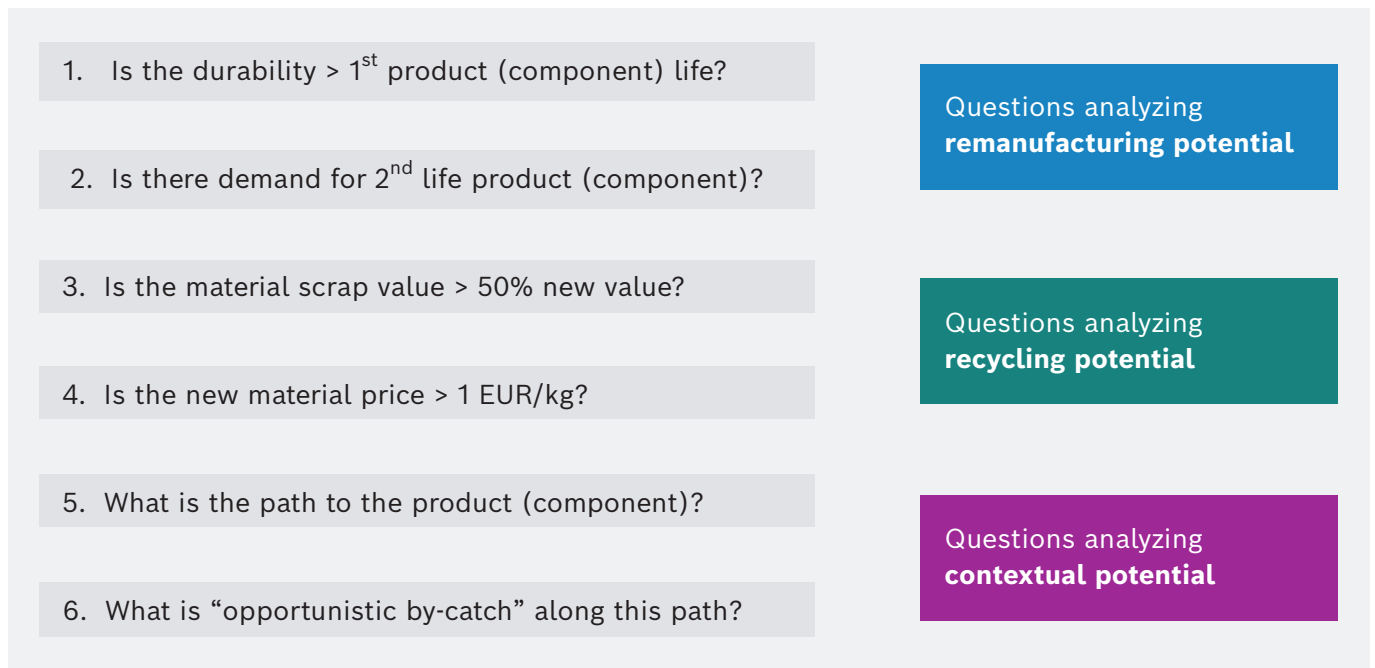 1. Is the durability > 1st product (component) life?
2. Is there demand for 2nd life product (component)?
Questions analyzing
remanufacturing potential
3. Is the material scrap value > 50% new value?
4. Is the new material price > 1 EUR/kg?
Questions analyzing
recycling potential
5. What is the path to the product (component)?
6. What is “opportunistic by-catch” along this path?
Questions analyzing
contextual potential